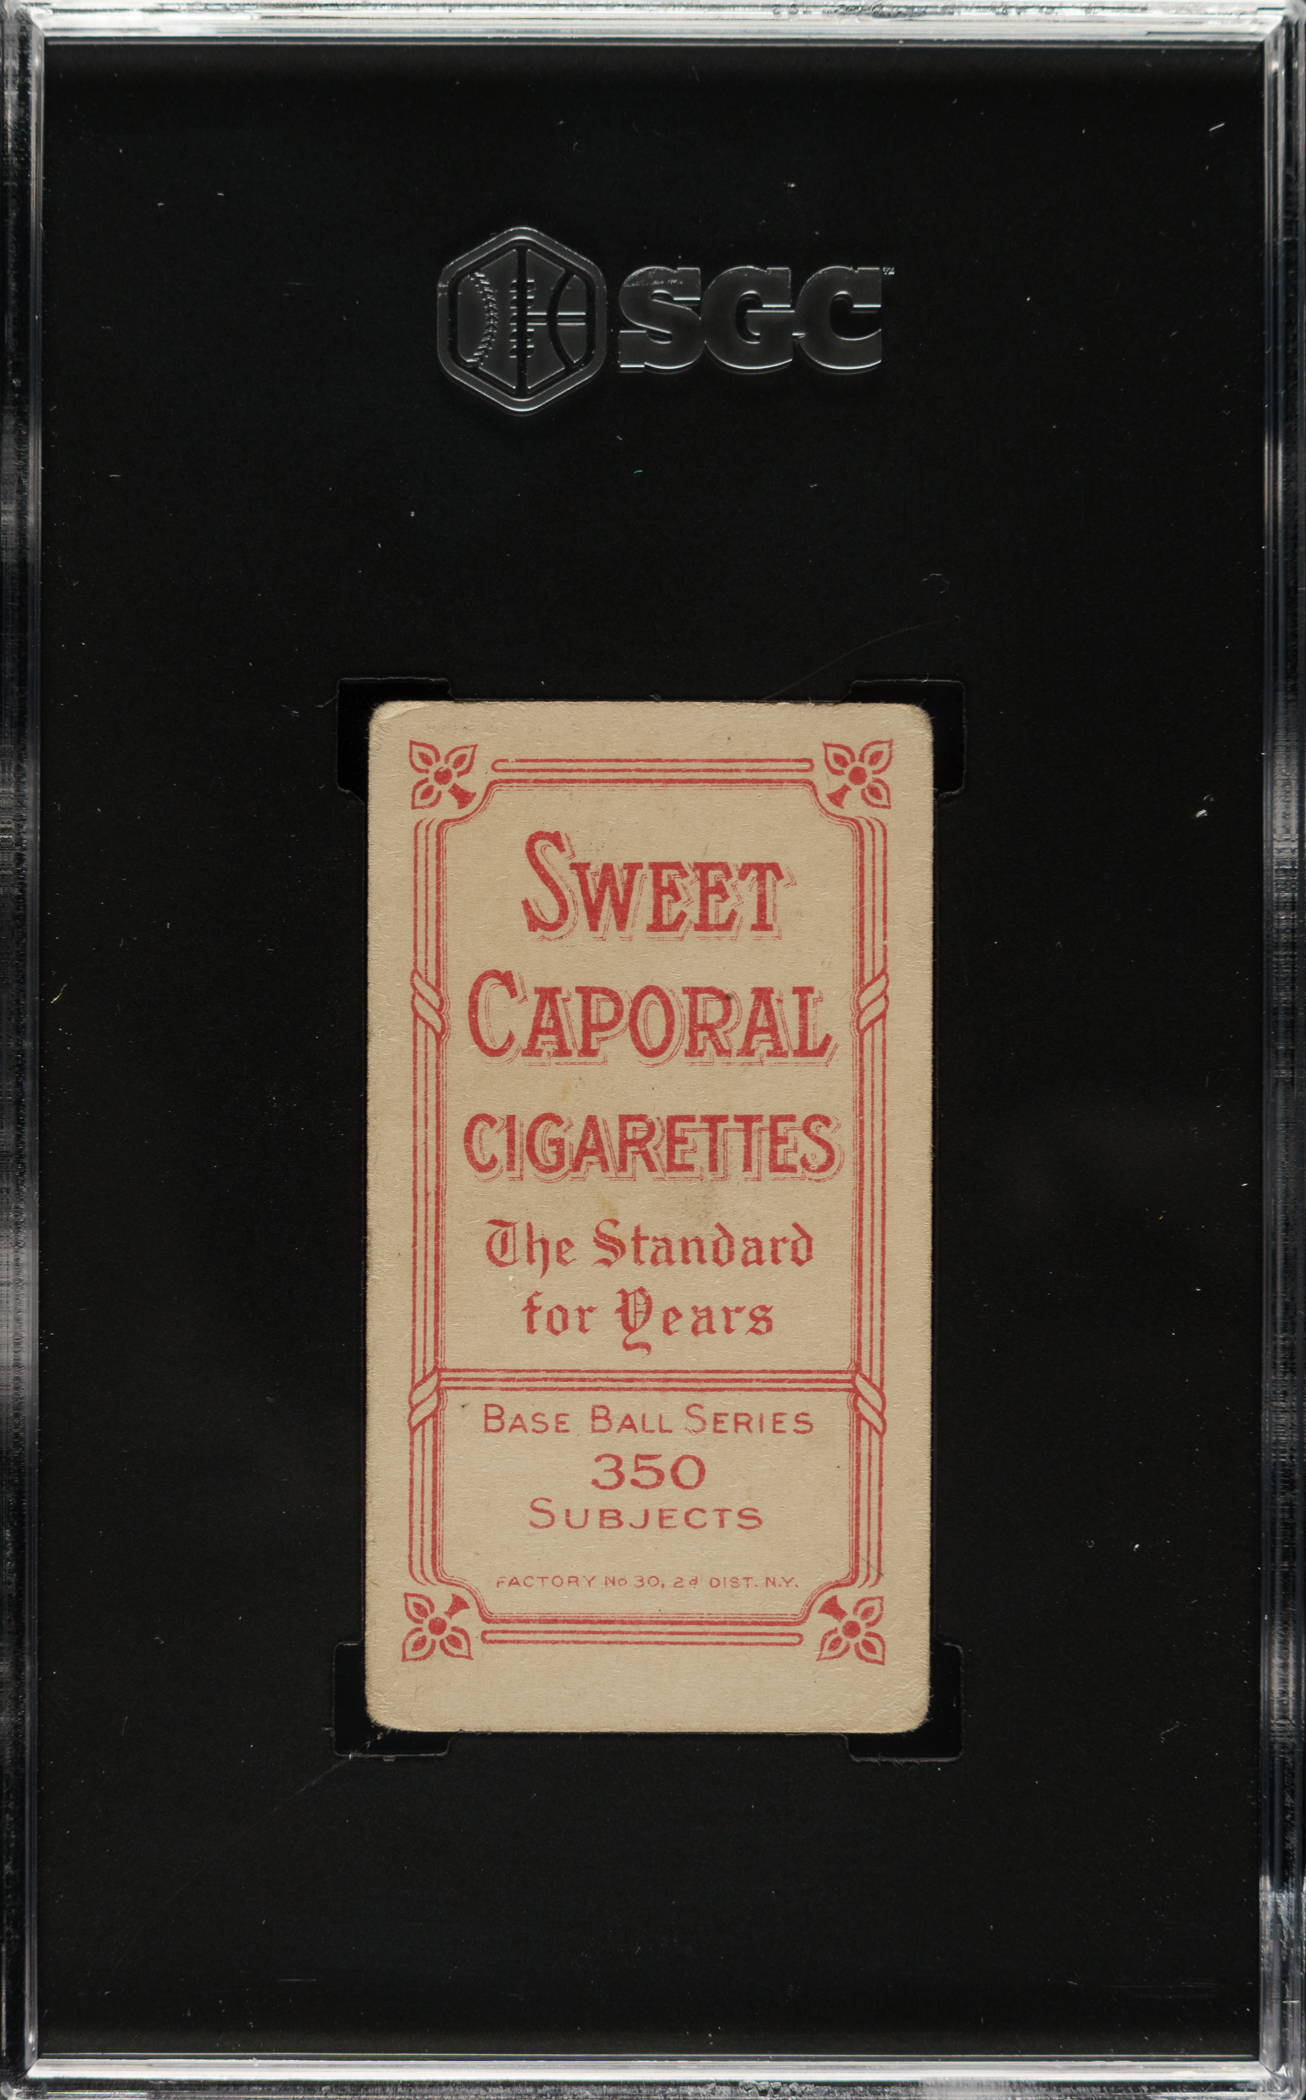 SGC
SWEET
CAPORAL
CIGARETTES
The Standard
for Years
BASE BALL SERIES
350
SUBJECTS
FACTORY No 30, 2d DIST. N.Y.